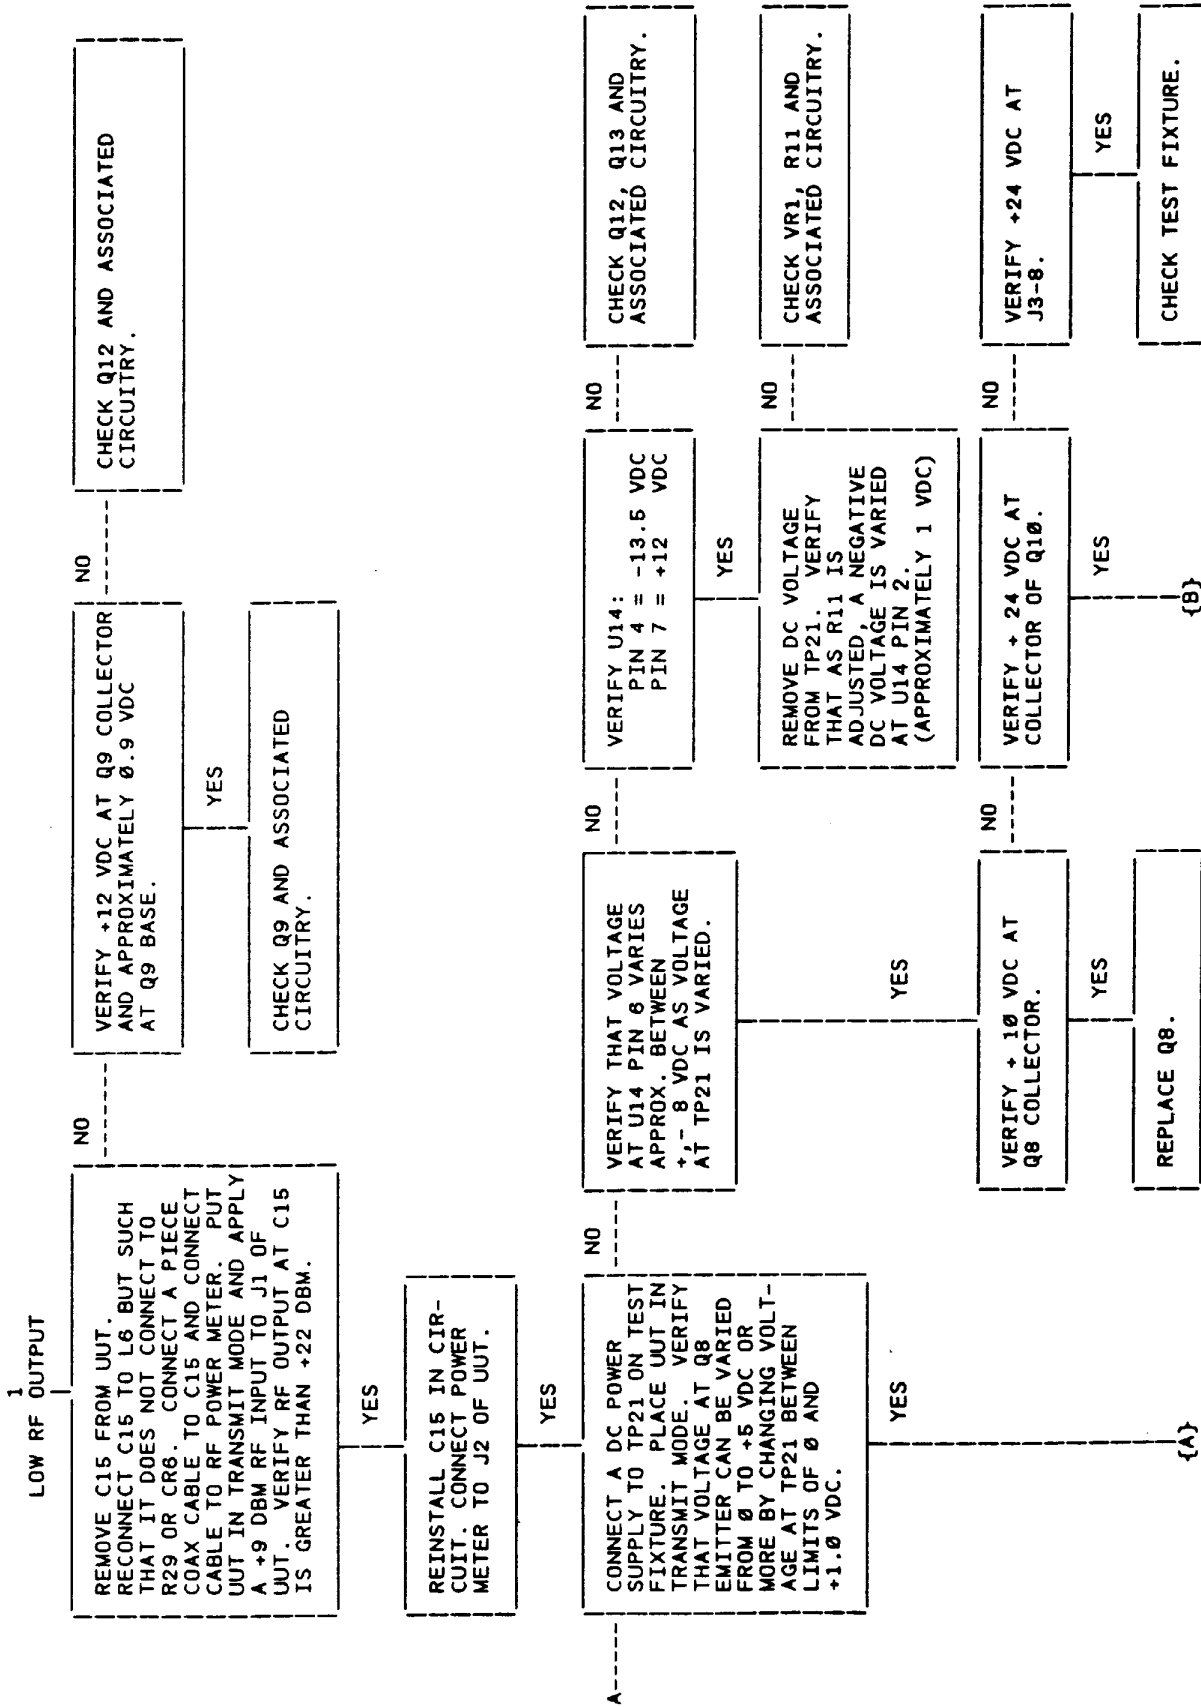 1
LOW RF OUTPUT
REMOVE C15 FROM UUT.
RECONNECT C15 TO L6 BUT SUCH
THAT IT DOES NOT CONNECT TO
R29 OR CR6. CONNECT A PIECE
COAX CABLE TO C15 AND CONNECT
CABLE TO RF POWER METER. PUT
UUT IN TRANSMIT MODE AND APPLY
A +9 DBM RF INPUT TO J1 OF
UUT. VERIFY RF OUTPUT AT C15
IS GREATER THAN +22 DBM.
NO
VERIFY +12 VDC AT Q9 COLLECTOR
AND APPROXIMATELY Ø.9 VDC
AT Q9 BASE.
NO
CHECK Q12 AND ASSOCIATED
CIRCUITRY.
YES
CHECK Q9 AND ASSOCIATED
CIRCUITRY.
YES
REINSTALL C15 IN CIR-
CUIT. CONNECT POWER
METER TO J2 OF UUT.
YES
A------
CONNECT A DC POWER
SUPPLY TO TP21 ON TEST
FIXTURE. PLACE UUT IN
TRANSMIT MODE. VERIFY
THAT VOLTAGE AT Q8
EMITTER CAN BE VARIED
FROM Ø TO +5 VDC OR
MORE BY CHANGING VOLT-
AGE AT TP21 BETWEEN
LIMITS OF Ø AND
+1.Ø VDC.
NO
VERIFY THAT VOLTAGE
AT U14 PIN 6 VARIES
APPROX. BETWEEN
+,- 8 VDC AS VOLTAGE
AT TP21 IS VARIED.
NO
VERIFY U14:
PIN 4 = -13.5 VDC
PIN 7 = +12 VDC
NO
CHECK Q12, Q13 AND
ASSOCIATED CIRCUITRY.
YES
REMOVE DC VOLTAGE
FROM TP21. VERIFY
THAT AS R11 IS
ADJUSTED, A NEGATIVE
DC VOLTAGE IS VARIED
AT U14 PIN 2.
(APPROXIMATELY 1 VDC)
NO
CHECK VR1, R11 AND
ASSOCIATED CIRCUITRY.
YES
VERIFY + 1Ø VDC AT
Q8 COLLECTOR.
NO
VERIFY + 24 VDC AT
COLLECTOR OF Q1Ø.
NO
VERIFY +24 VDC AT
J3-8.
YES
REPLACE Q8.
YES
{B}
YES
CHECK TEST FIXTURE.
YES
{A}